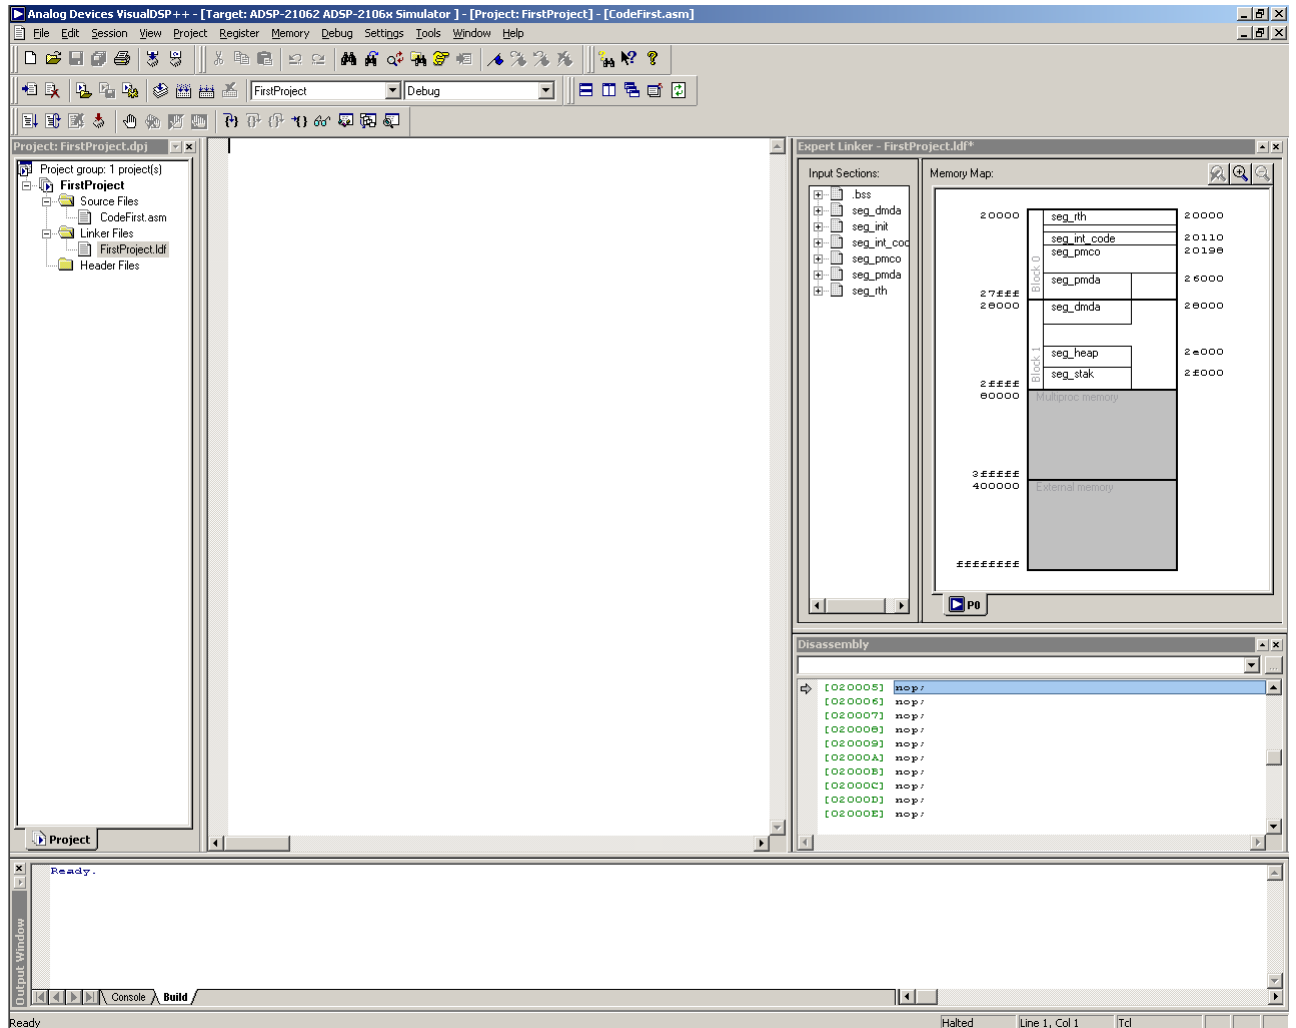 Analog Devices VisualDSP++ - [Target: ADSP-21062 ADSP-2106x Simulator ] - [Project: FirstProject] - [CodeFirst.asm]
File Edit Session View Project Register Memory Debug Settings Tools Window Help
FirstProject Debug
Project: FirstProject.dpj
Project group: 1 project(s)
FirstProject
Source Files
CodeFirst.asm
Linker Files
FirstProject.ldf
Header Files
Project
Expert Linker - FirstProject.ldf*
Input Sections:
.bss
seg_dmda
seg_init
seg_int_cod
seg_pmco
seg_pmda
seg_rth
Memory Map:
20000 seg_rth 20000
seg_int_code 20110
seg_pmco 20198
Block 0
seg_pmda 26000
27fff
28000 seg_dmda 28000
Block 1
seg_heap 2e000
seg_stak 2f000
2ffff
80000 Multiproc memory
3fffff
400000 External memory
ffffffff
P0
Disassembly
[020005] nop;
[020006] nop;
[020007] nop;
[020008] nop;
[020009] nop;
[02000A] nop;
[02000B] nop;
[02000C] nop;
[02000D] nop;
[02000E] nop;
Output Window
Ready.
Console Build
Ready Halted Line 1, Col 1 Tcl